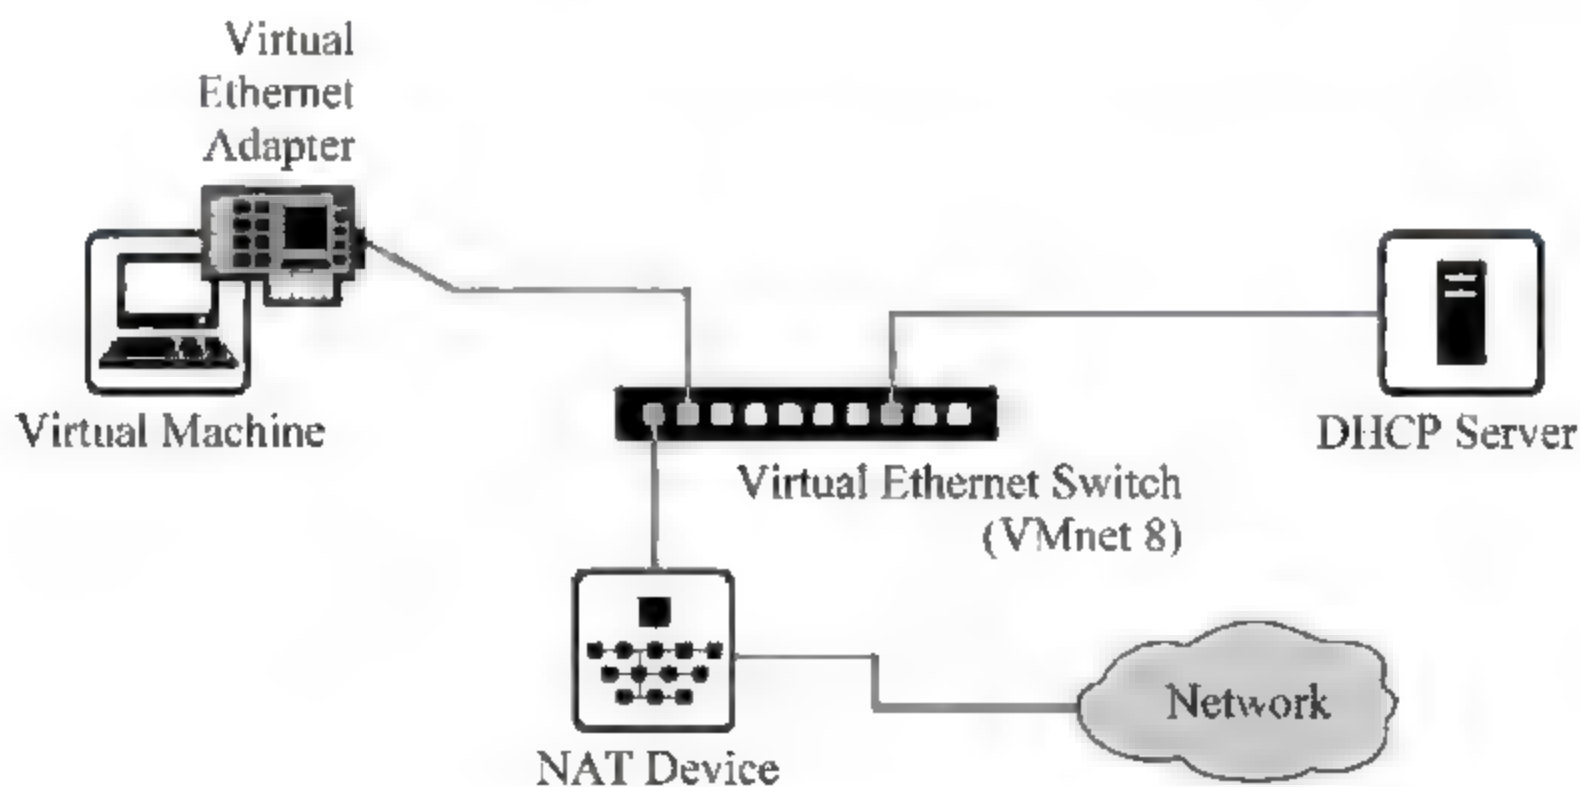 Virtual
Ethernet
Adapter
Virtual Machine
DHCP Server
Virtual Ethernet Switch
(VMnet 8)
Network
NAT Device